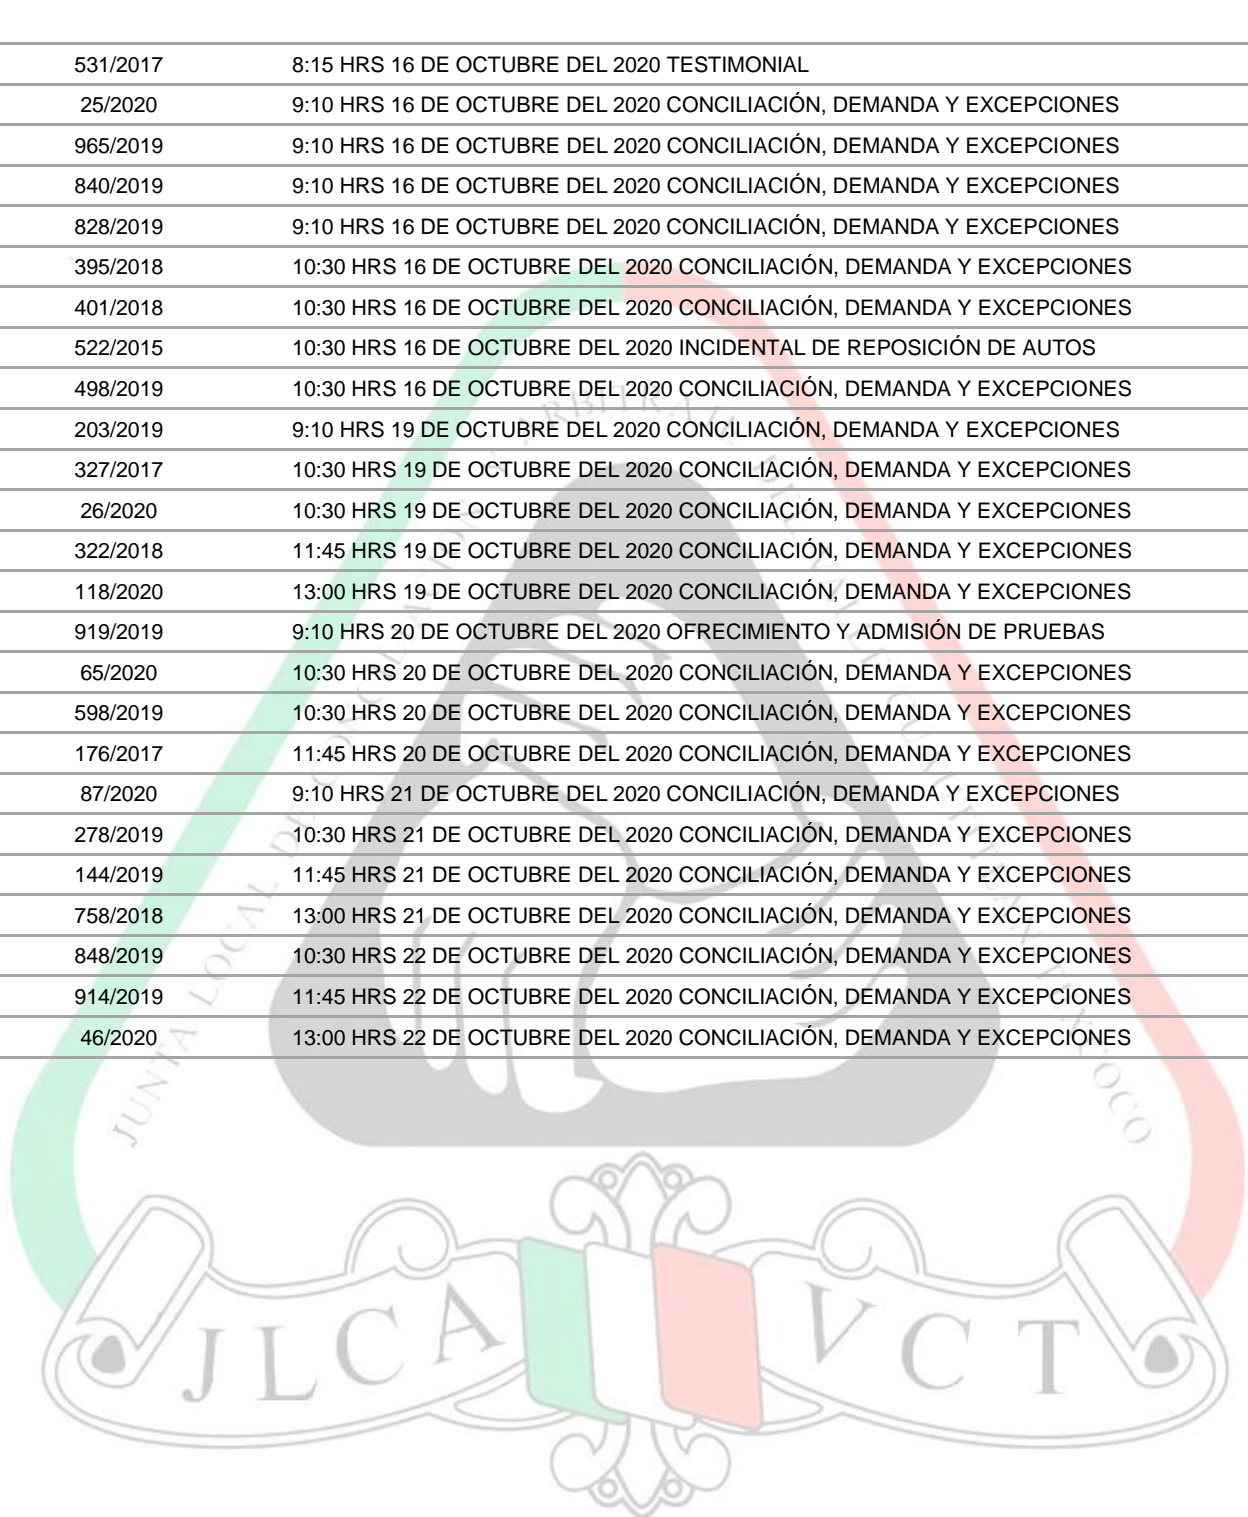 531/2017 8:15 HRS 16 DE OCTUBRE DEL 2020 TESTIMONIAL
25/2020 9:10 HRS 16 DE OCTUBRE DEL 2020 CONCILIACIÓN, DEMANDA Y EXCEPCIONES
965/2019 9:10 HRS 16 DE OCTUBRE DEL 2020 CONCILIACIÓN, DEMANDA Y EXCEPCIONES
840/2019 9:10 HRS 16 DE OCTUBRE DEL 2020 CONCILIACIÓN, DEMANDA Y EXCEPCIONES
828/2019 9:10 HRS 16 DE OCTUBRE DEL 2020 CONCILIACIÓN, DEMANDA Y EXCEPCIONES
395/2018 10:30 HRS 16 DE OCTUBRE DEL 2020 CONCILIACIÓN, DEMANDA Y EXCEPCIONES
401/2018 10:30 HRS 16 DE OCTUBRE DEL 2020 CONCILIACIÓN, DEMANDA Y EXCEPCIONES
522/2015 10:30 HRS 16 DE OCTUBRE DEL 2020 INCIDENTAL DE REPOSICIÓN DE AUTOS
498/2019 10:30 HRS 16 DE OCTUBRE DEL 2020 CONCILIACIÓN, DEMANDA Y EXCEPCIONES
203/2019 9:10 HRS 19 DE OCTUBRE DEL 2020 CONCILIACIÓN, DEMANDA Y EXCEPCIONES
327/2017 10:30 HRS 19 DE OCTUBRE DEL 2020 CONCILIACIÓN, DEMANDA Y EXCEPCIONES
26/2020 10:30 HRS 19 DE OCTUBRE DEL 2020 CONCILIACIÓN, DEMANDA Y EXCEPCIONES
322/2018 11:45 HRS 19 DE OCTUBRE DEL 2020 CONCILIACIÓN, DEMANDA Y EXCEPCIONES
118/2020 13:00 HRS 19 DE OCTUBRE DEL 2020 CONCILIACIÓN, DEMANDA Y EXCEPCIONES
919/2019 9:10 HRS 20 DE OCTUBRE DEL 2020 OFRECIMIENTO Y ADMISIÓN DE PRUEBAS
65/2020 10:30 HRS 20 DE OCTUBRE DEL 2020 CONCILIACIÓN, DEMANDA Y EXCEPCIONES
598/2019 10:30 HRS 20 DE OCTUBRE DEL 2020 CONCILIACIÓN, DEMANDA Y EXCEPCIONES
176/2017 11:45 HRS 20 DE OCTUBRE DEL 2020 CONCILIACIÓN, DEMANDA Y EXCEPCIONES
87/2020 9:10 HRS 21 DE OCTUBRE DEL 2020 CONCILIACIÓN, DEMANDA Y EXCEPCIONES
278/2019 10:30 HRS 21 DE OCTUBRE DEL 2020 CONCILIACIÓN, DEMANDA Y EXCEPCIONES
144/2019 11:45 HRS 21 DE OCTUBRE DEL 2020 CONCILIACIÓN, DEMANDA Y EXCEPCIONES
758/2018 13:00 HRS 21 DE OCTUBRE DEL 2020 CONCILIACIÓN, DEMANDA Y EXCEPCIONES
848/2019 10:30 HRS 22 DE OCTUBRE DEL 2020 CONCILIACIÓN, DEMANDA Y EXCEPCIONES
914/2019 11:45 HRS 22 DE OCTUBRE DEL 2020 CONCILIACIÓN, DEMANDA Y EXCEPCIONES
46/2020 13:00 HRS 22 DE OCTUBRE DEL 2020 CONCILIACIÓN, DEMANDA Y EXCEPCIONES
JUNTA LOCAL DE CONCILIACION Y ARBITRAJE DEL VALLE CUAUTITLAN TEXCOCO
JLCA VCT